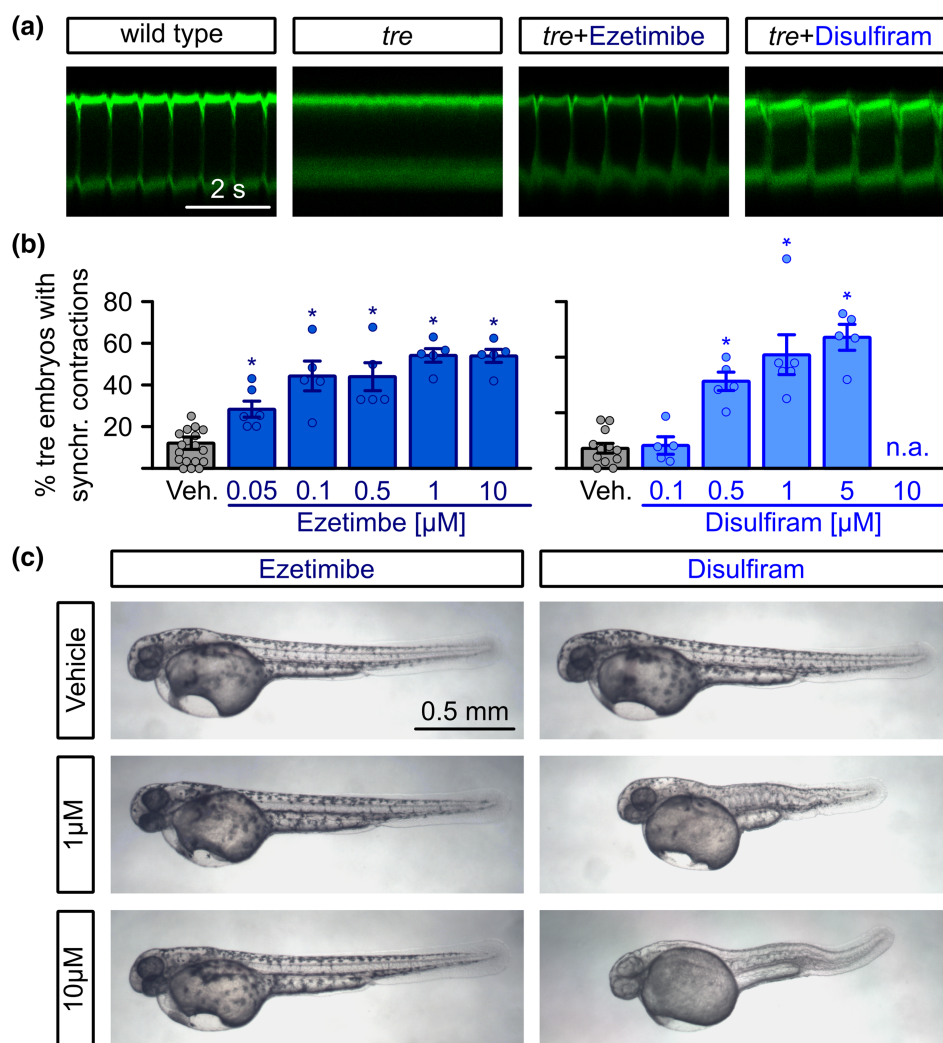 (a)
wild type
tre
tre+Ezetimibe
tre+Disulfiram
2 s
(b)
% tre embryos with
synchr. contractions
80
60
40
20
* * * * *
* * *
n.a.
Veh. 0.05 0.1 0.5 1 10
Ezetimbe [µM]
Veh. 0.1 0.5 1 5 10
Disulfiram [µM]
(c)
Ezetimibe
Disulfiram
Vehicle
0.5 mm
1µM
10µM